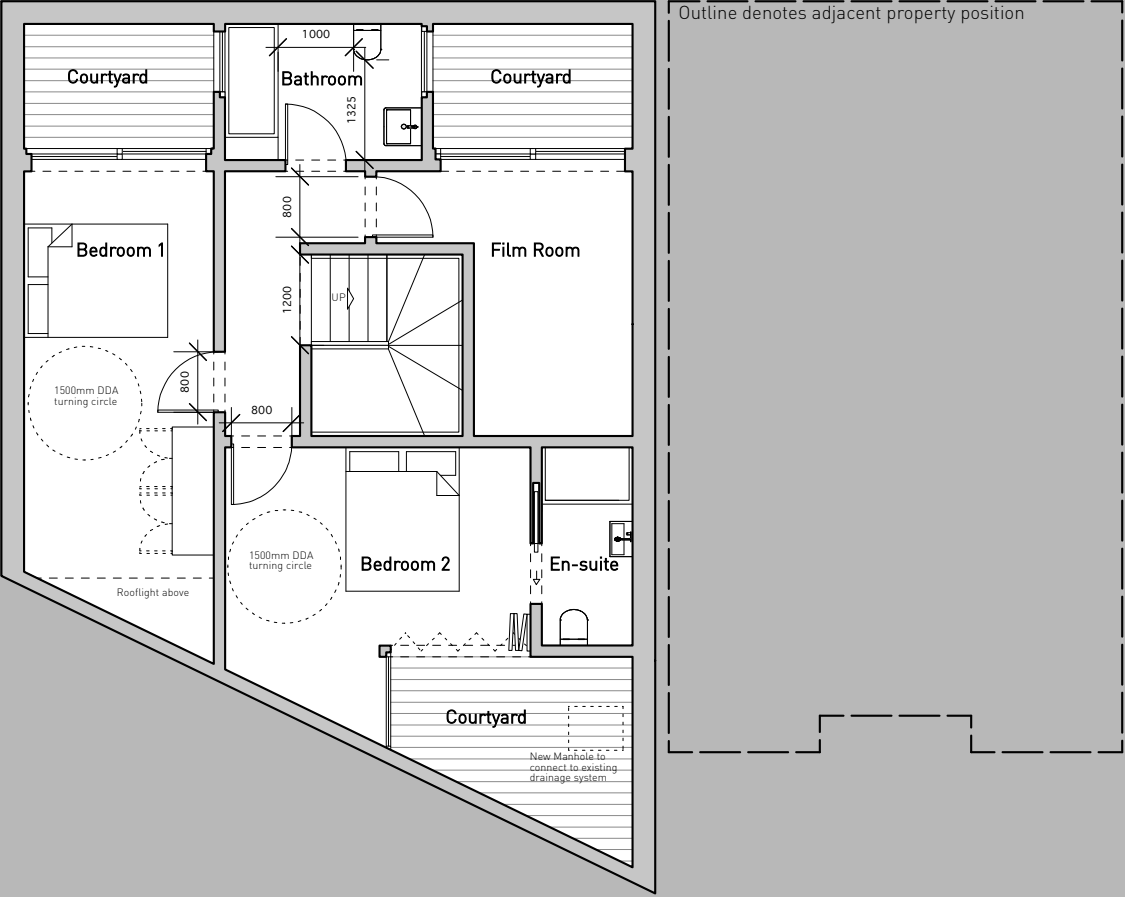 Outline denotes adjacent property position
1000
Courtyard
Bathroom
Courtyard
1325
800
Bedroom 1
Film Room
1200
UP
800
1500mm DDA
turning circle
800
1500mm DDA
turning circle
Bedroom 2
En-suite
Rooflight above
Courtyard
New Manhole to
connect to existing
drainage system